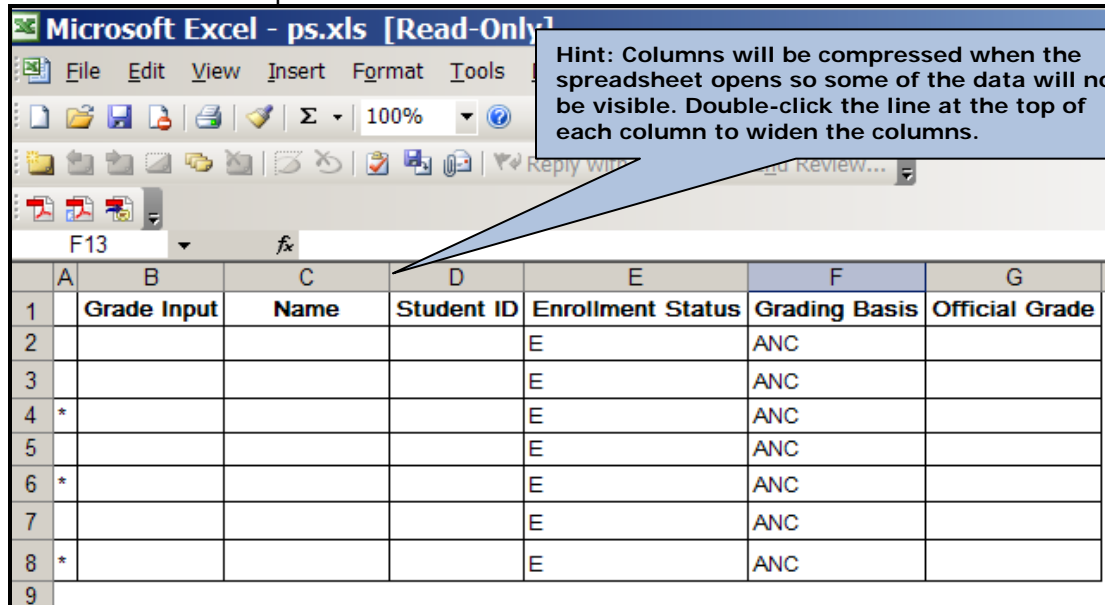 Microsoft Excel - ps.xls [Read-Only]
Hint: Columns will be compressed when the
spreadsheet opens so some of the data will
be visible. Double-click the line at the top of
each column to widen the columns.
File Edit View Insert Format Tools
Σ 100%
Reply with Review...
F13 fx
A B C D E F G
1 Grade Input Name Student ID Enrollment Status Grading Basis Official Grade
2 E ANC
3 E ANC
4 * E ANC
5 E ANC
6 * E ANC
7 E ANC
8 * E ANC
9